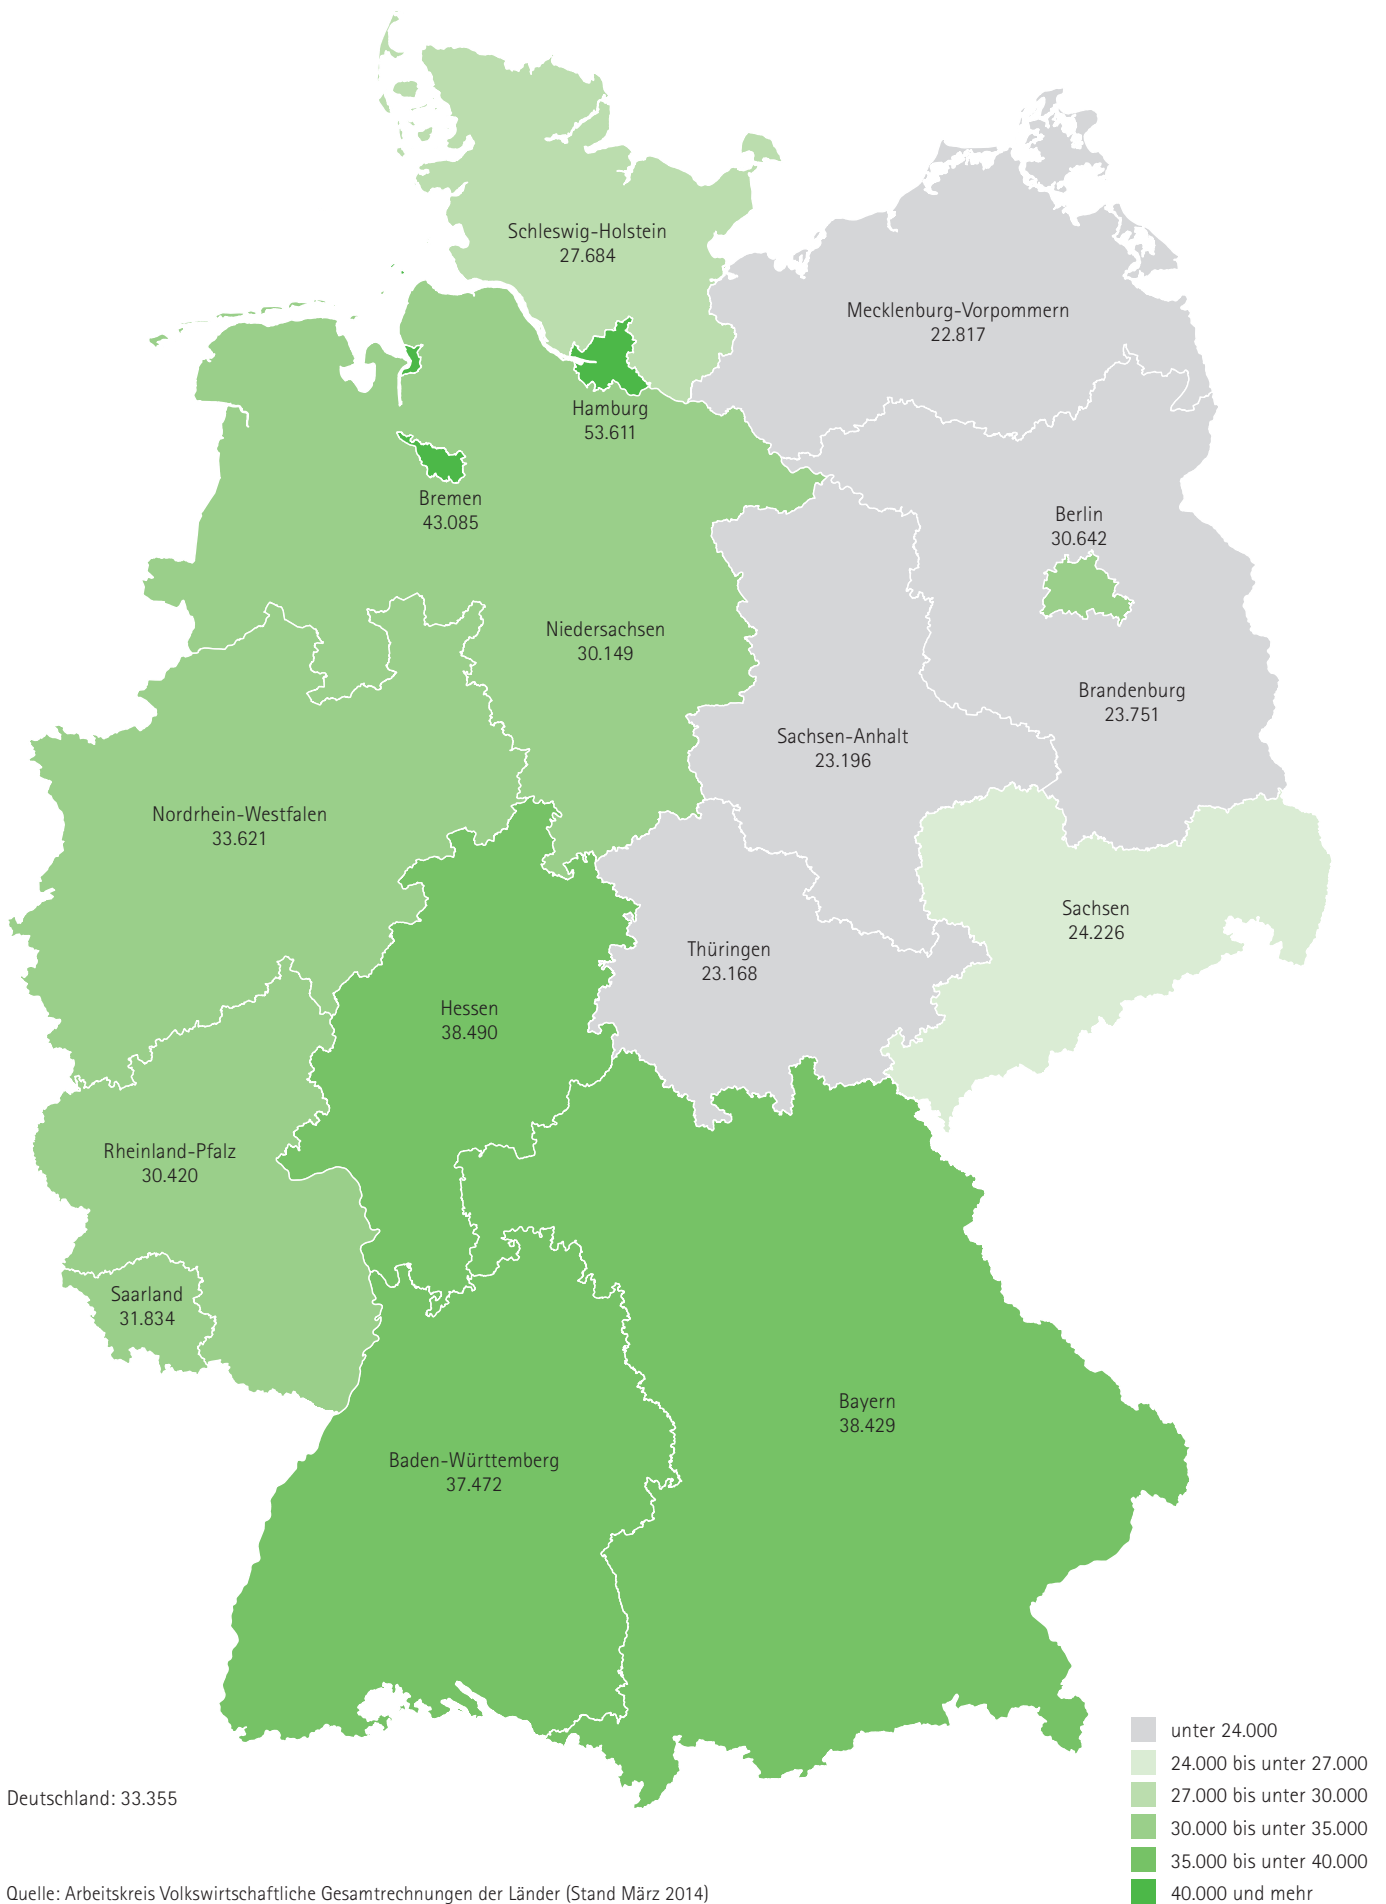 Schleswig-Holstein
27.684
Mecklenburg-Vorpommern
22.817
Hamburg
53.611
Bremen
43.085
Berlin
30.642
Niedersachsen
30.149
Brandenburg
23.751
Sachsen-Anhalt
23.196
Nordrhein-Westfalen
33.621
Sachsen
24.226
Thüringen
23.168
Hessen
38.490
Rheinland-Pfalz
30.420
Saarland
31.834
Bayern
38.429
Baden-Württemberg
37.472
unter 24.000
24.000 bis unter 27.000
27.000 bis unter 30.000
30.000 bis unter 35.000
35.000 bis unter 40.000
40.000 und mehr
Deutschland: 33.355
Quelle: Arbeitskreis Volkswirtschaftliche Gesamtrechnungen der Länder (Stand März 2014)